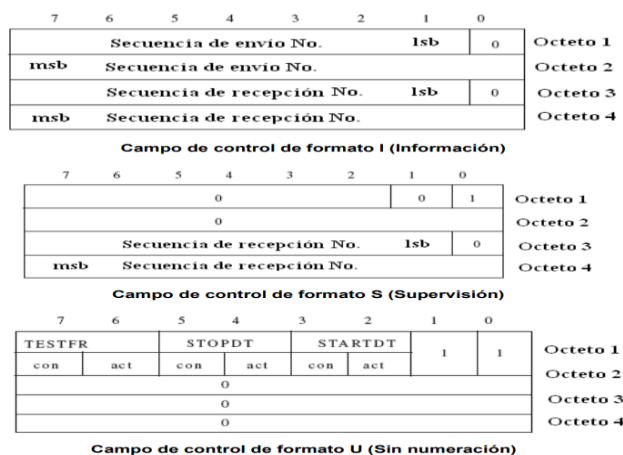 7 6 5 4 3 2 1 0
Secuencia de envío No. lsb 0 Octeto 1
msb Secuencia de envío No. Octeto 2
Secuencia de recepción No. lsb 0 Octeto 3
msb Secuencia de recepción No. Octeto 4
Campo de control de formato I (Información)
7 6 5 4 3 2 1 0
0 0 1 Octeto 1
0 Octeto 2
Secuencia de recepción No. lsb 0 Octeto 3
msb Secuencia de recepción No. Octeto 4
Campo de control de formato S (Supervisión)
7 6 5 4 3 2 1 0
TESTFR STOPDT STARTDT 1 1 Octeto 1
con act con act con act Octeto 2
0
0 Octeto 3
0 Octeto 4
Campo de control de formato U (Sin numeración)